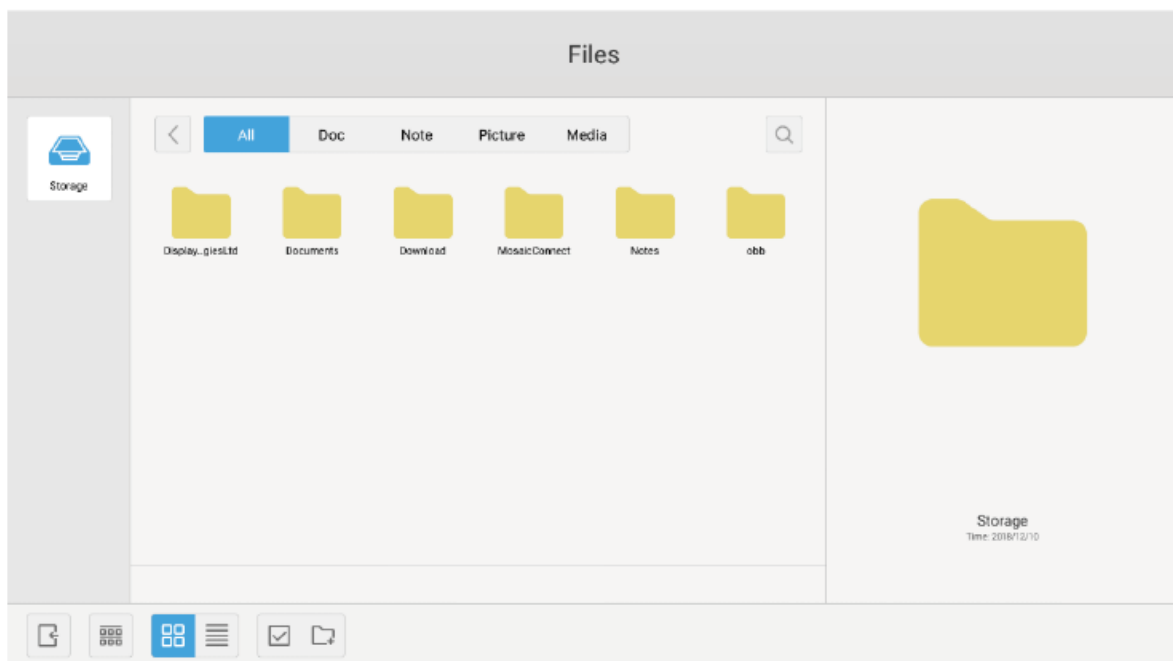 Files
Storage
All Doc Note Picture Media
Display...giesLtd Documents Download MosaicConnect Notes obb
Storage
Time: 2018/12/10